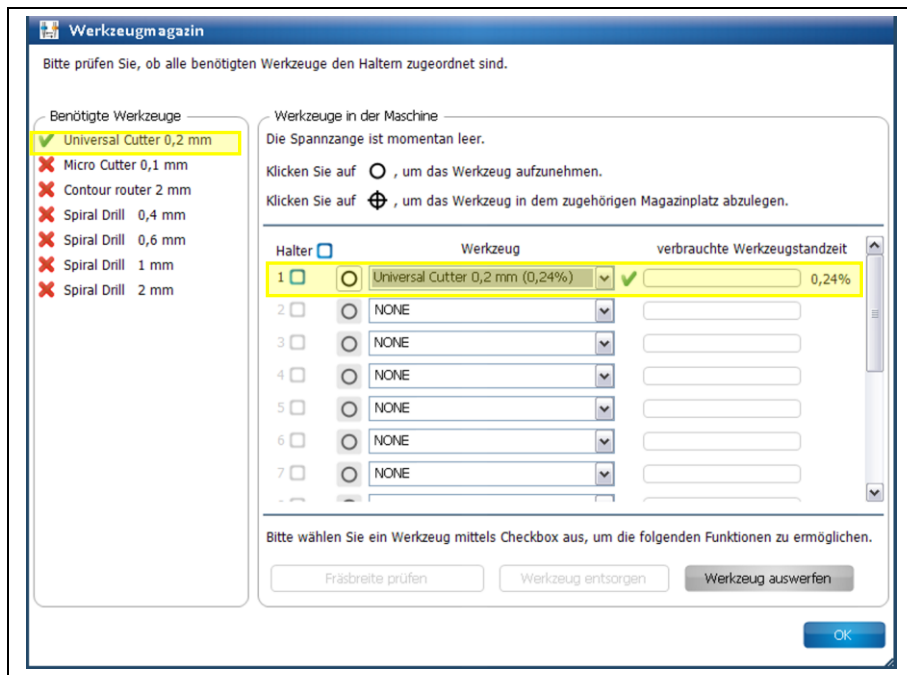 Werkzeugmagazin
Bitte prüfen Sie, ob alle benötigten Werkzeuge den Haltern zugeordnet sind.
Benötigte Werkzeuge
Universal Cutter 0,2 mm
Micro Cutter 0,1 mm
Contour router 2 mm
Spiral Drill 0,4 mm
Spiral Drill 0,6 mm
Spiral Drill 1 mm
Spiral Drill 2 mm
Werkzeuge in der Maschine
Die Spannzange ist momentan leer.
Klicken Sie auf , um das Werkzeug aufzunehmen.
Klicken Sie auf , um das Werkzeug in dem zugehörigen Magazinplatz abzulegen.
Halter Werkzeug verbrauchte Werkzeugstandzeit
1 Universal Cutter 0,2 mm (0,24%) 0,24%
2 NONE
3 NONE
4 NONE
5 NONE
6 NONE
7 NONE
Bitte wählen Sie ein Werkzeug mittels Checkbox aus, um die folgenden Funktionen zu ermöglichen.
Fräsbreite prüfen Werkzeug entsorgen Werkzeug auswerfen
OK